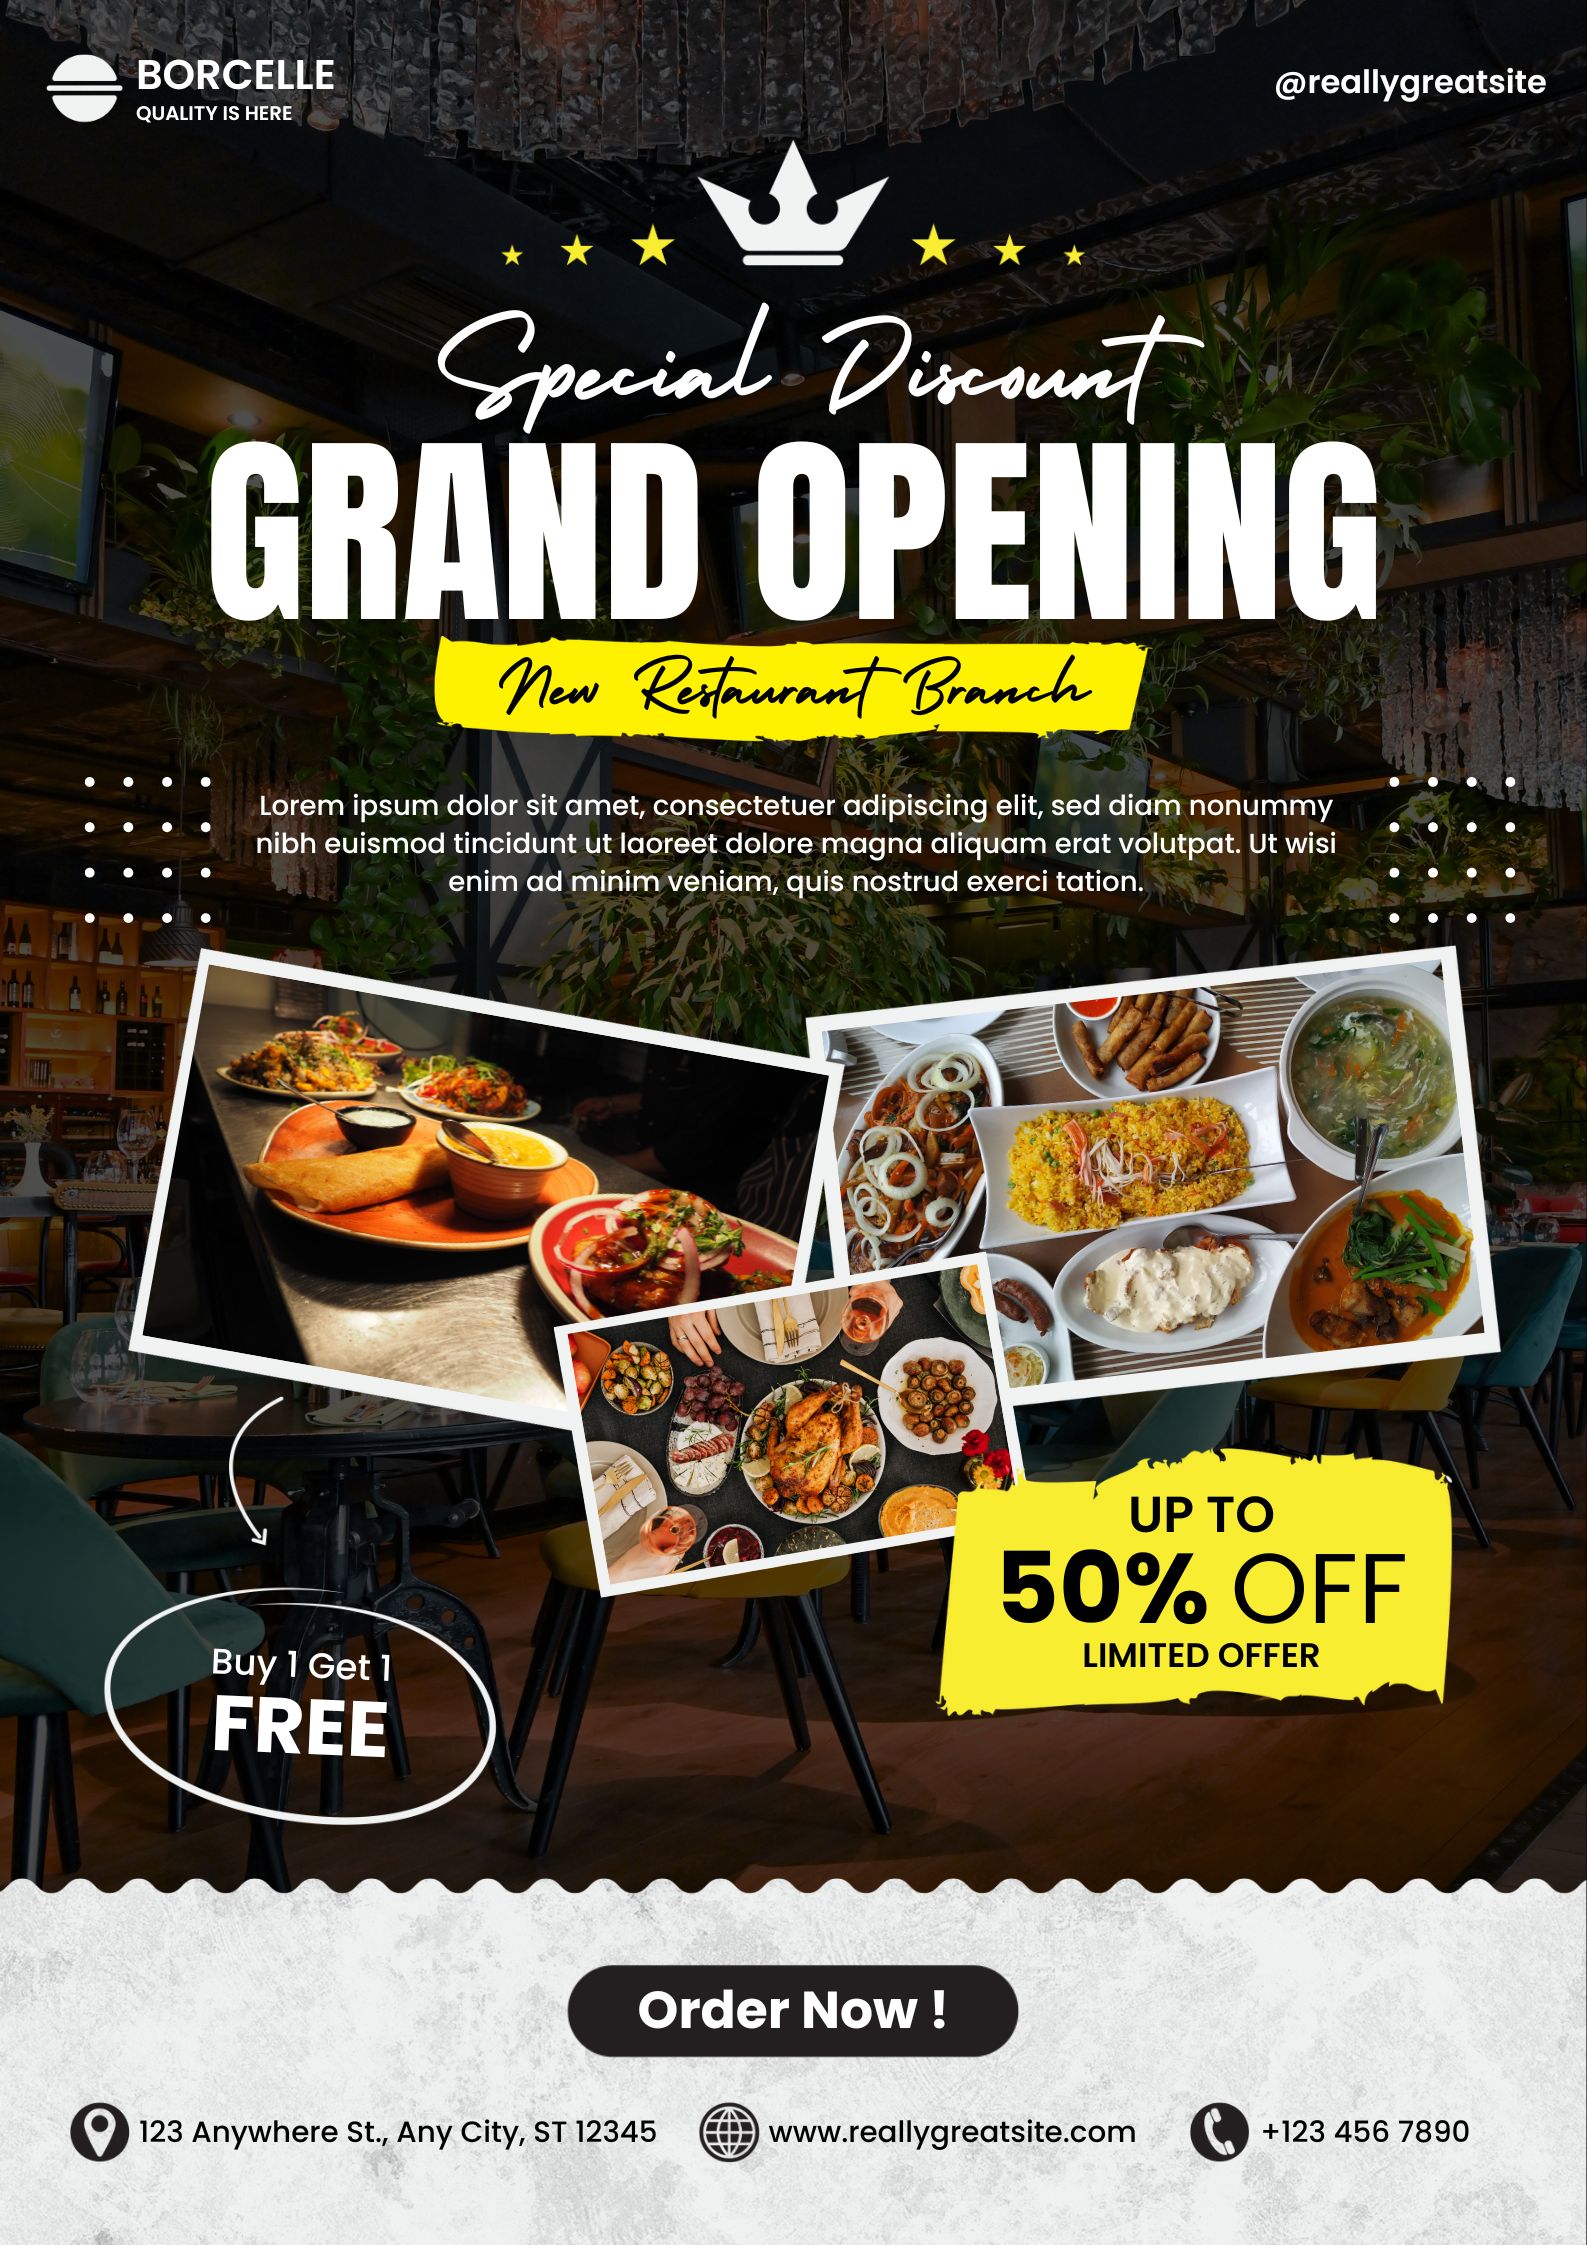 BORCELLE
QUALITY IS HERE
@reallygreatsite
Special Discount
GRAND OPENING
New Restaurant Branch
Lorem ipsum dolor sit amet, consectetuer adipiscing elit, sed diam nonummy
nibh euismod tincidunt ut laoreet dolore magna aliquam erat volutpat. Ut wisi
enim ad minim veniam, quis nostrud exerci tation.
UP TO
50% OFF
LIMITED OFFER
Buy 1 Get 1
FREE
Order Now !
123 Anywhere St., Any City, ST 12345
www.reallygreatsite.com
+123 456 7890